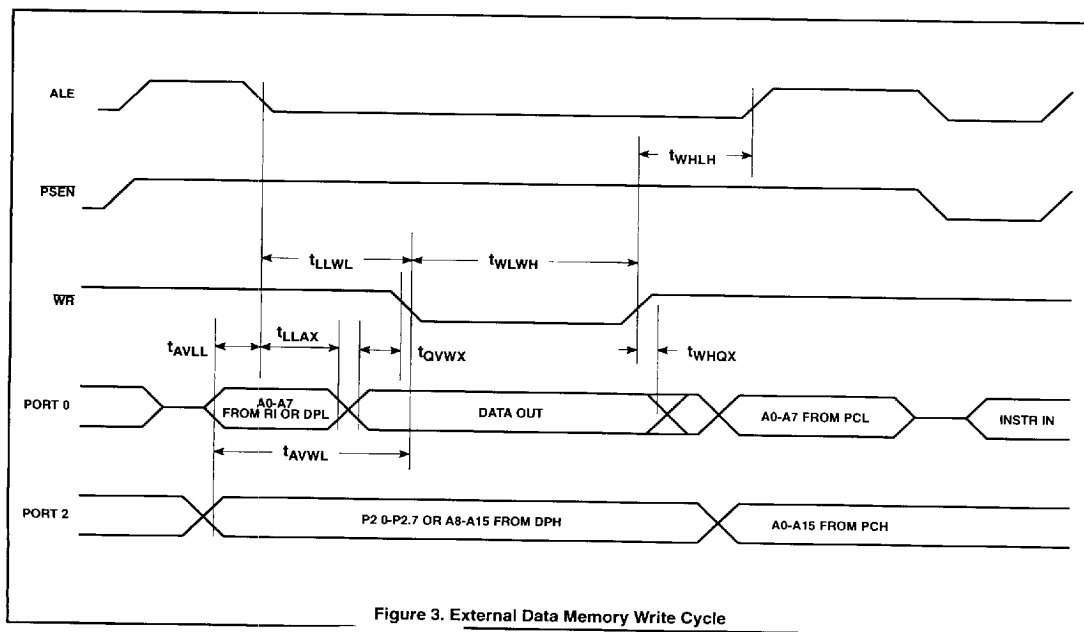 ALE
tWHLH
PSEN
tLLWL
tWLWH
WR
tAVLL
tLLAX
tQVWX
tWHQX
PORT 0
A0-A7
FROM RI OR DPL
DATA OUT
A0-A7 FROM PCL
INSTR IN
tAVWL
PORT 2
P2 0-P2.7 OR A8-A15 FROM DPH
A0-A15 FROM PCH
Figure 3. External Data Memory Write Cycle